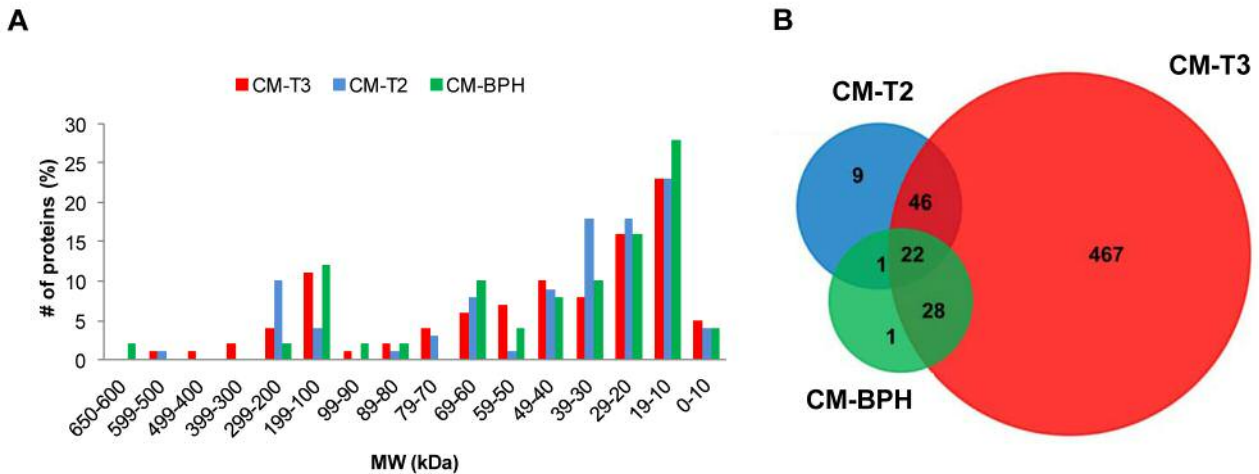 A
CM-T3 CM-T2 CM-BPH
# of proteins (%)
30
25
20
15
10
5
0
650-600 599-500 499-400 399-300 299-200 199-100 99-90 89-80 79-70 69-60 59-50 49-40 39-30 29-20 19-10 0-10
MW (kDa)
B
CM-T3
CM-T2
9
46
467
1
22
28
1
CM-BPH